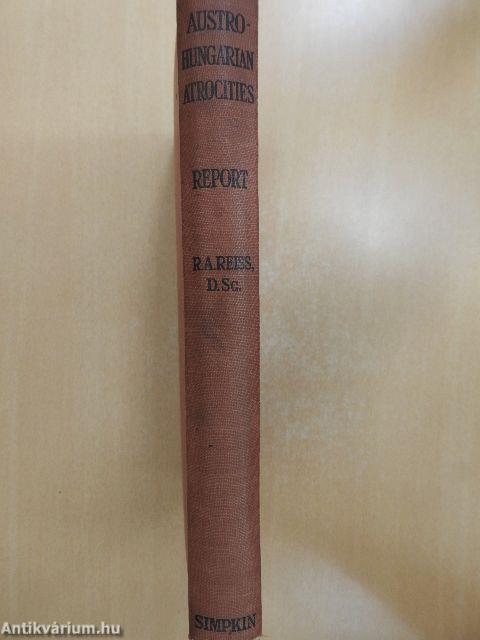 AUSTRO-
HUNGARIAN
ATROCITIES
REPORT
R.A.REISS,
D.SC.
SIMPKIN
Antikvárium.hu